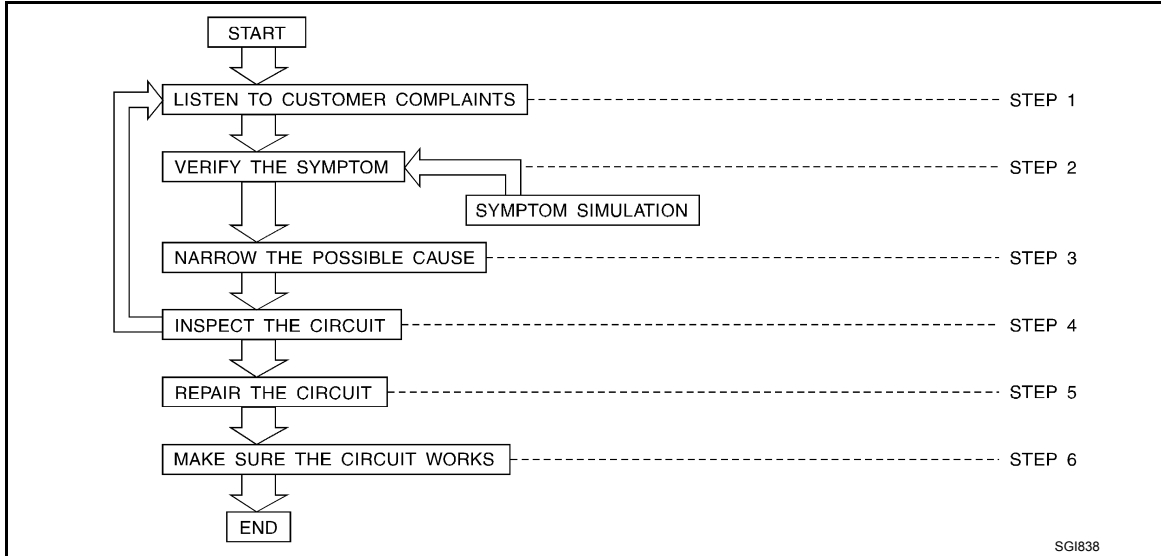 START
LISTEN TO CUSTOMER COMPLAINTS STEP 1
VERIFY THE SYMPTOM STEP 2
SYMPTOM SIMULATION
NARROW THE POSSIBLE CAUSE STEP 3
INSPECT THE CIRCUIT STEP 4
REPAIR THE CIRCUIT STEP 5
MAKE SURE THE CIRCUIT WORKS STEP 6
END
SGI838